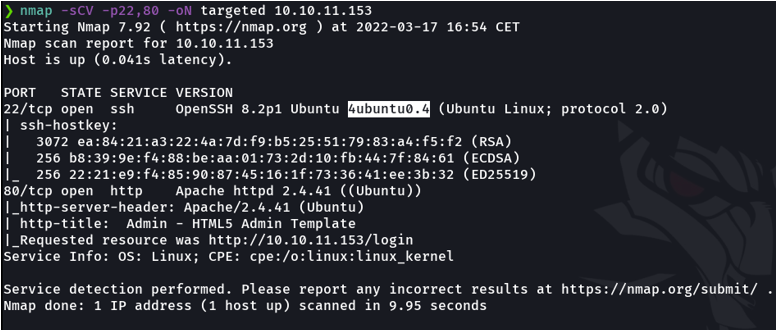 ❯ nmap -sCV -p22,80 -oN targeted 10.10.11.153
Starting Nmap 7.92 ( https://nmap.org ) at 2022-03-17 16:54 CET
Nmap scan report for 10.10.11.153
Host is up (0.041s latency).
PORT   STATE SERVICE VERSION
22/tcp open  ssh     OpenSSH 8.2p1 Ubuntu 4ubuntu0.4 (Ubuntu Linux; protocol 2.0)
| ssh-hostkey:
|   3072 ea:84:21:a3:22:4a:7d:f9:b5:25:51:79:83:a4:f5:f2 (RSA)
|   256 b8:39:9e:f4:88:be:aa:01:73:2d:10:fb:44:7f:84:61 (ECDSA)
|_  256 22:21:e9:f4:85:90:87:45:16:1f:73:36:41:ee:3b:32 (ED25519)
80/tcp open  http    Apache httpd 2.4.41 ((Ubuntu))
|_http-server-header: Apache/2.4.41 (Ubuntu)
| http-title:  Admin - HTML5 Admin Template
|_Requested resource was http://10.10.11.153/login
Service Info: OS: Linux; CPE: cpe:/o:linux:linux_kernel
Service detection performed. Please report any incorrect results at https://nmap.org/submit/ .
Nmap done: 1 IP address (1 host up) scanned in 9.95 seconds